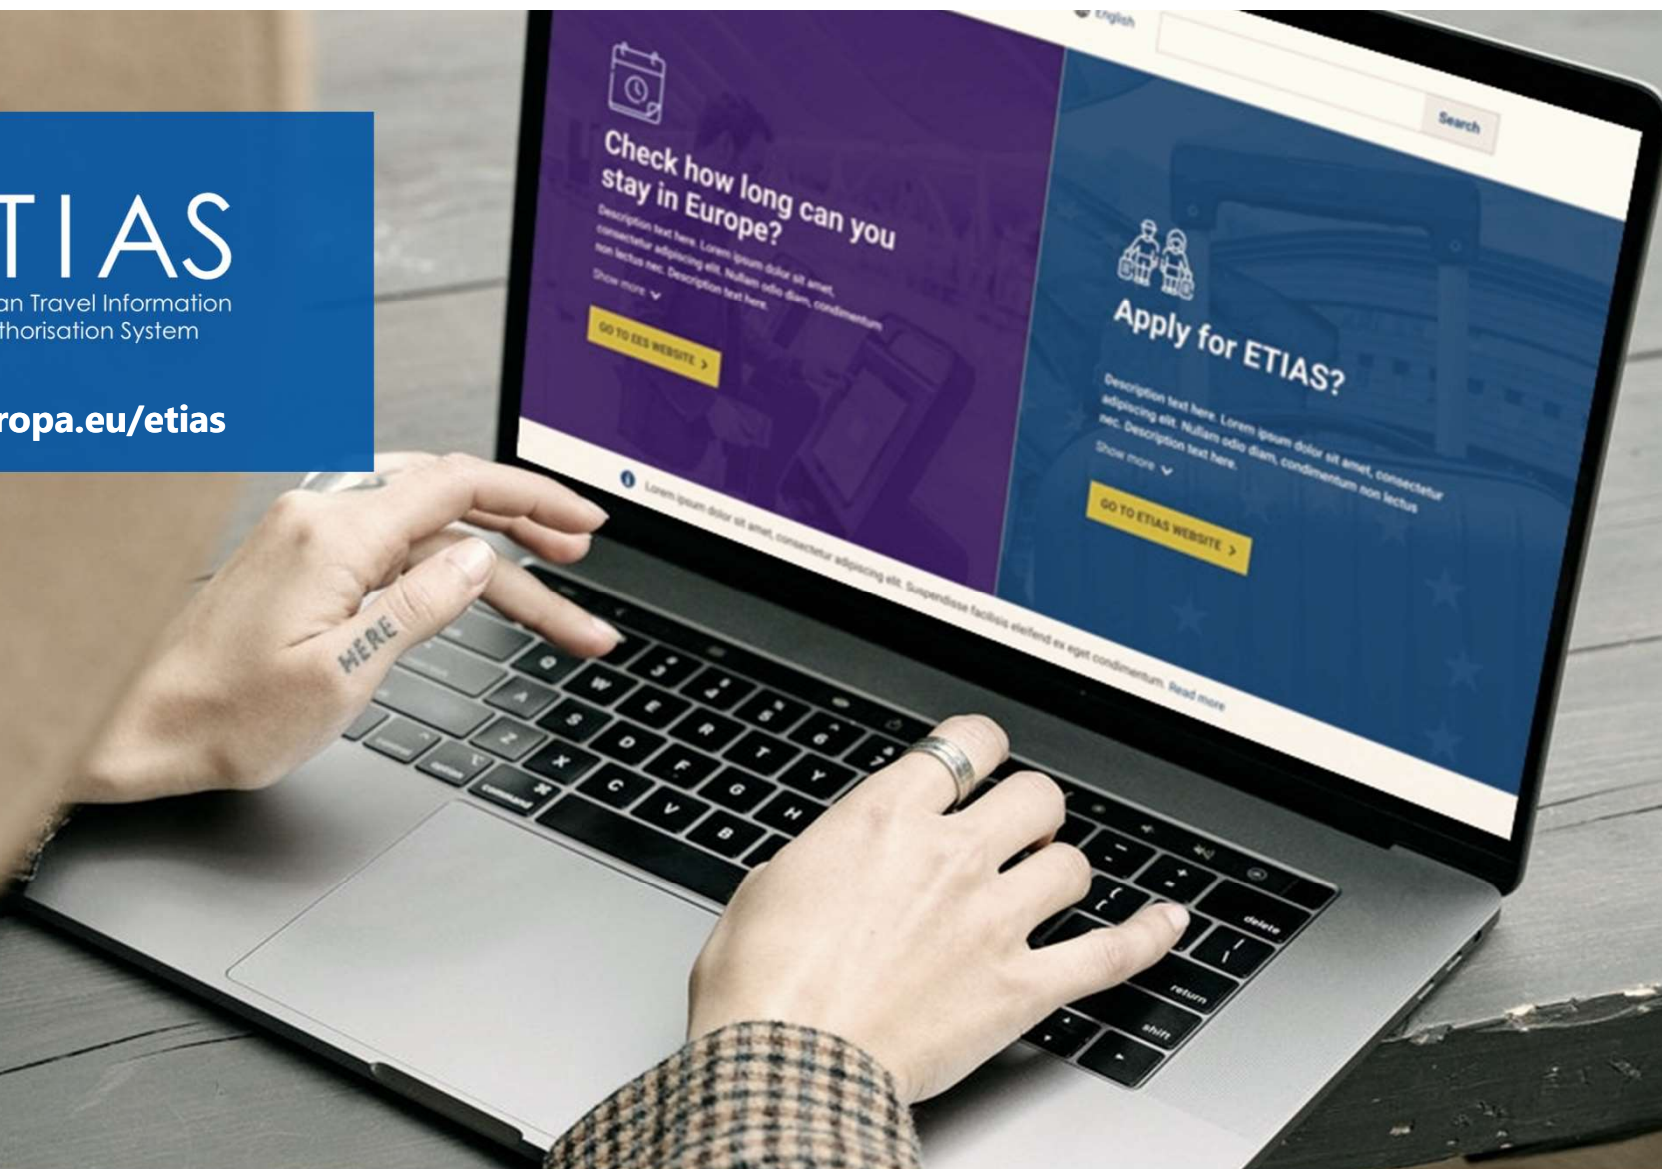 TIAS
an Travel Information
thorisation System
ropa.eu/etias
English
Search
Check how long can you
stay in Europe?
Description text here. Lorem ipsum dolor sit amet,
consectetur adipiscing elit. Nullam odio diam, condimentum
non lectus nec. Description text here.
Show more
GO TO EES WEBSITE >
Apply for ETIAS?
Description text here. Lorem ipsum dolor sit amet, consectetur
adipiscing elit. Nullam odio diam, condimentum non lectus
nec. Description text here.
Show more
GO TO ETIAS WEBSITE >
Lorem ipsum dolor sit amet, consectetur adipiscing elit. Suspendisse facilisis eleifend ex eget condimentum. Read more
HERE
3 4 5 6 7
Q W E R T Y
A S D F G H
Z X C V B
option command
delete
return
shift